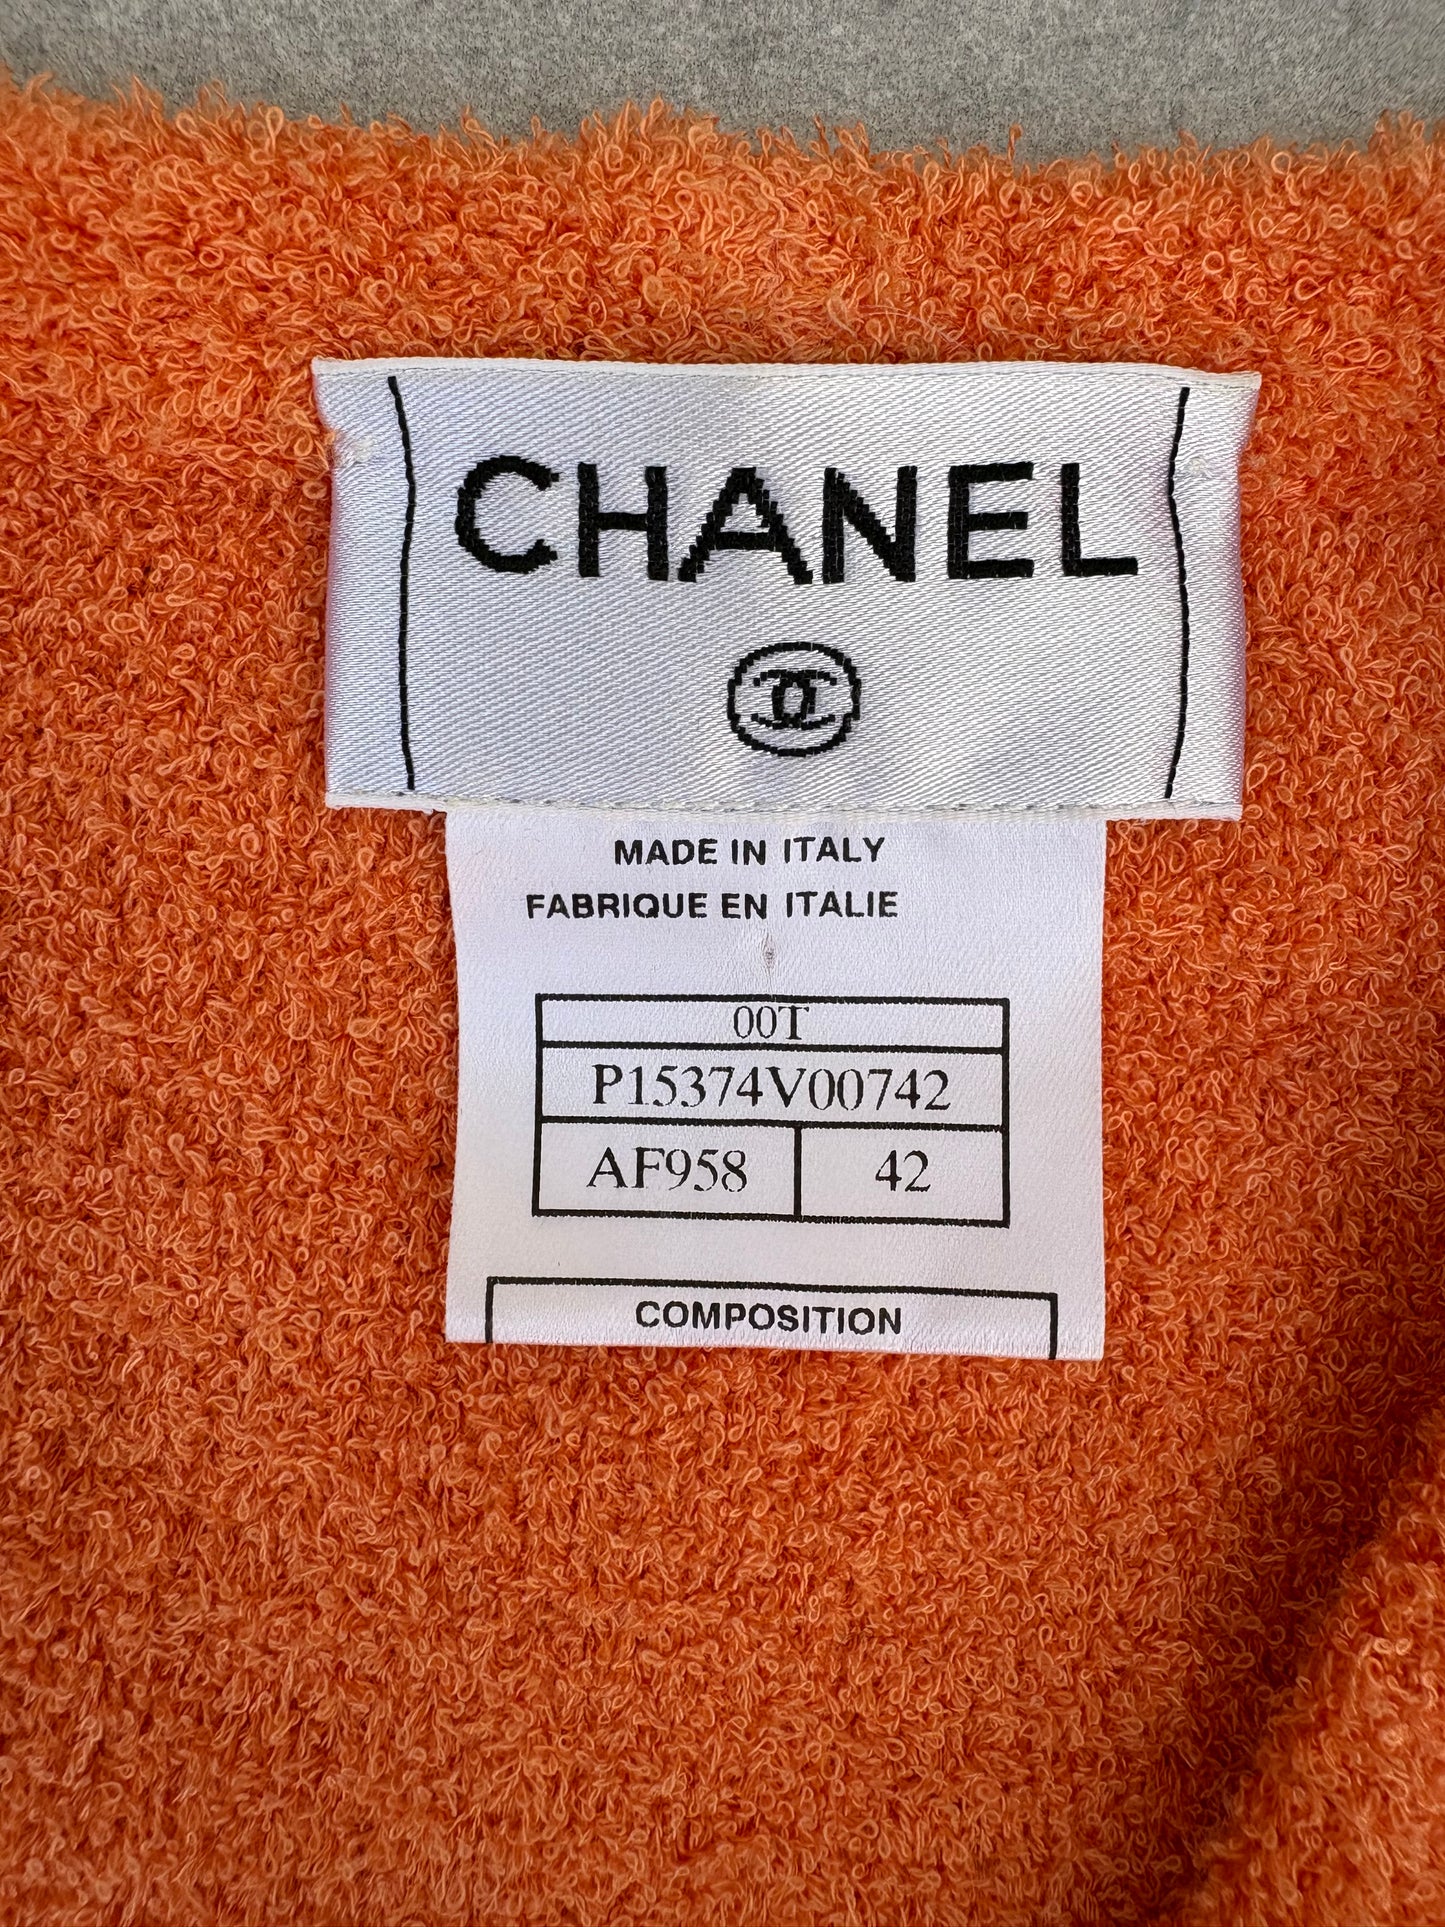 CHANEL
MADE IN ITALY
FABRIQUE EN ITALIE
00T
P15374V00742
AF958 42
COMPOSITION